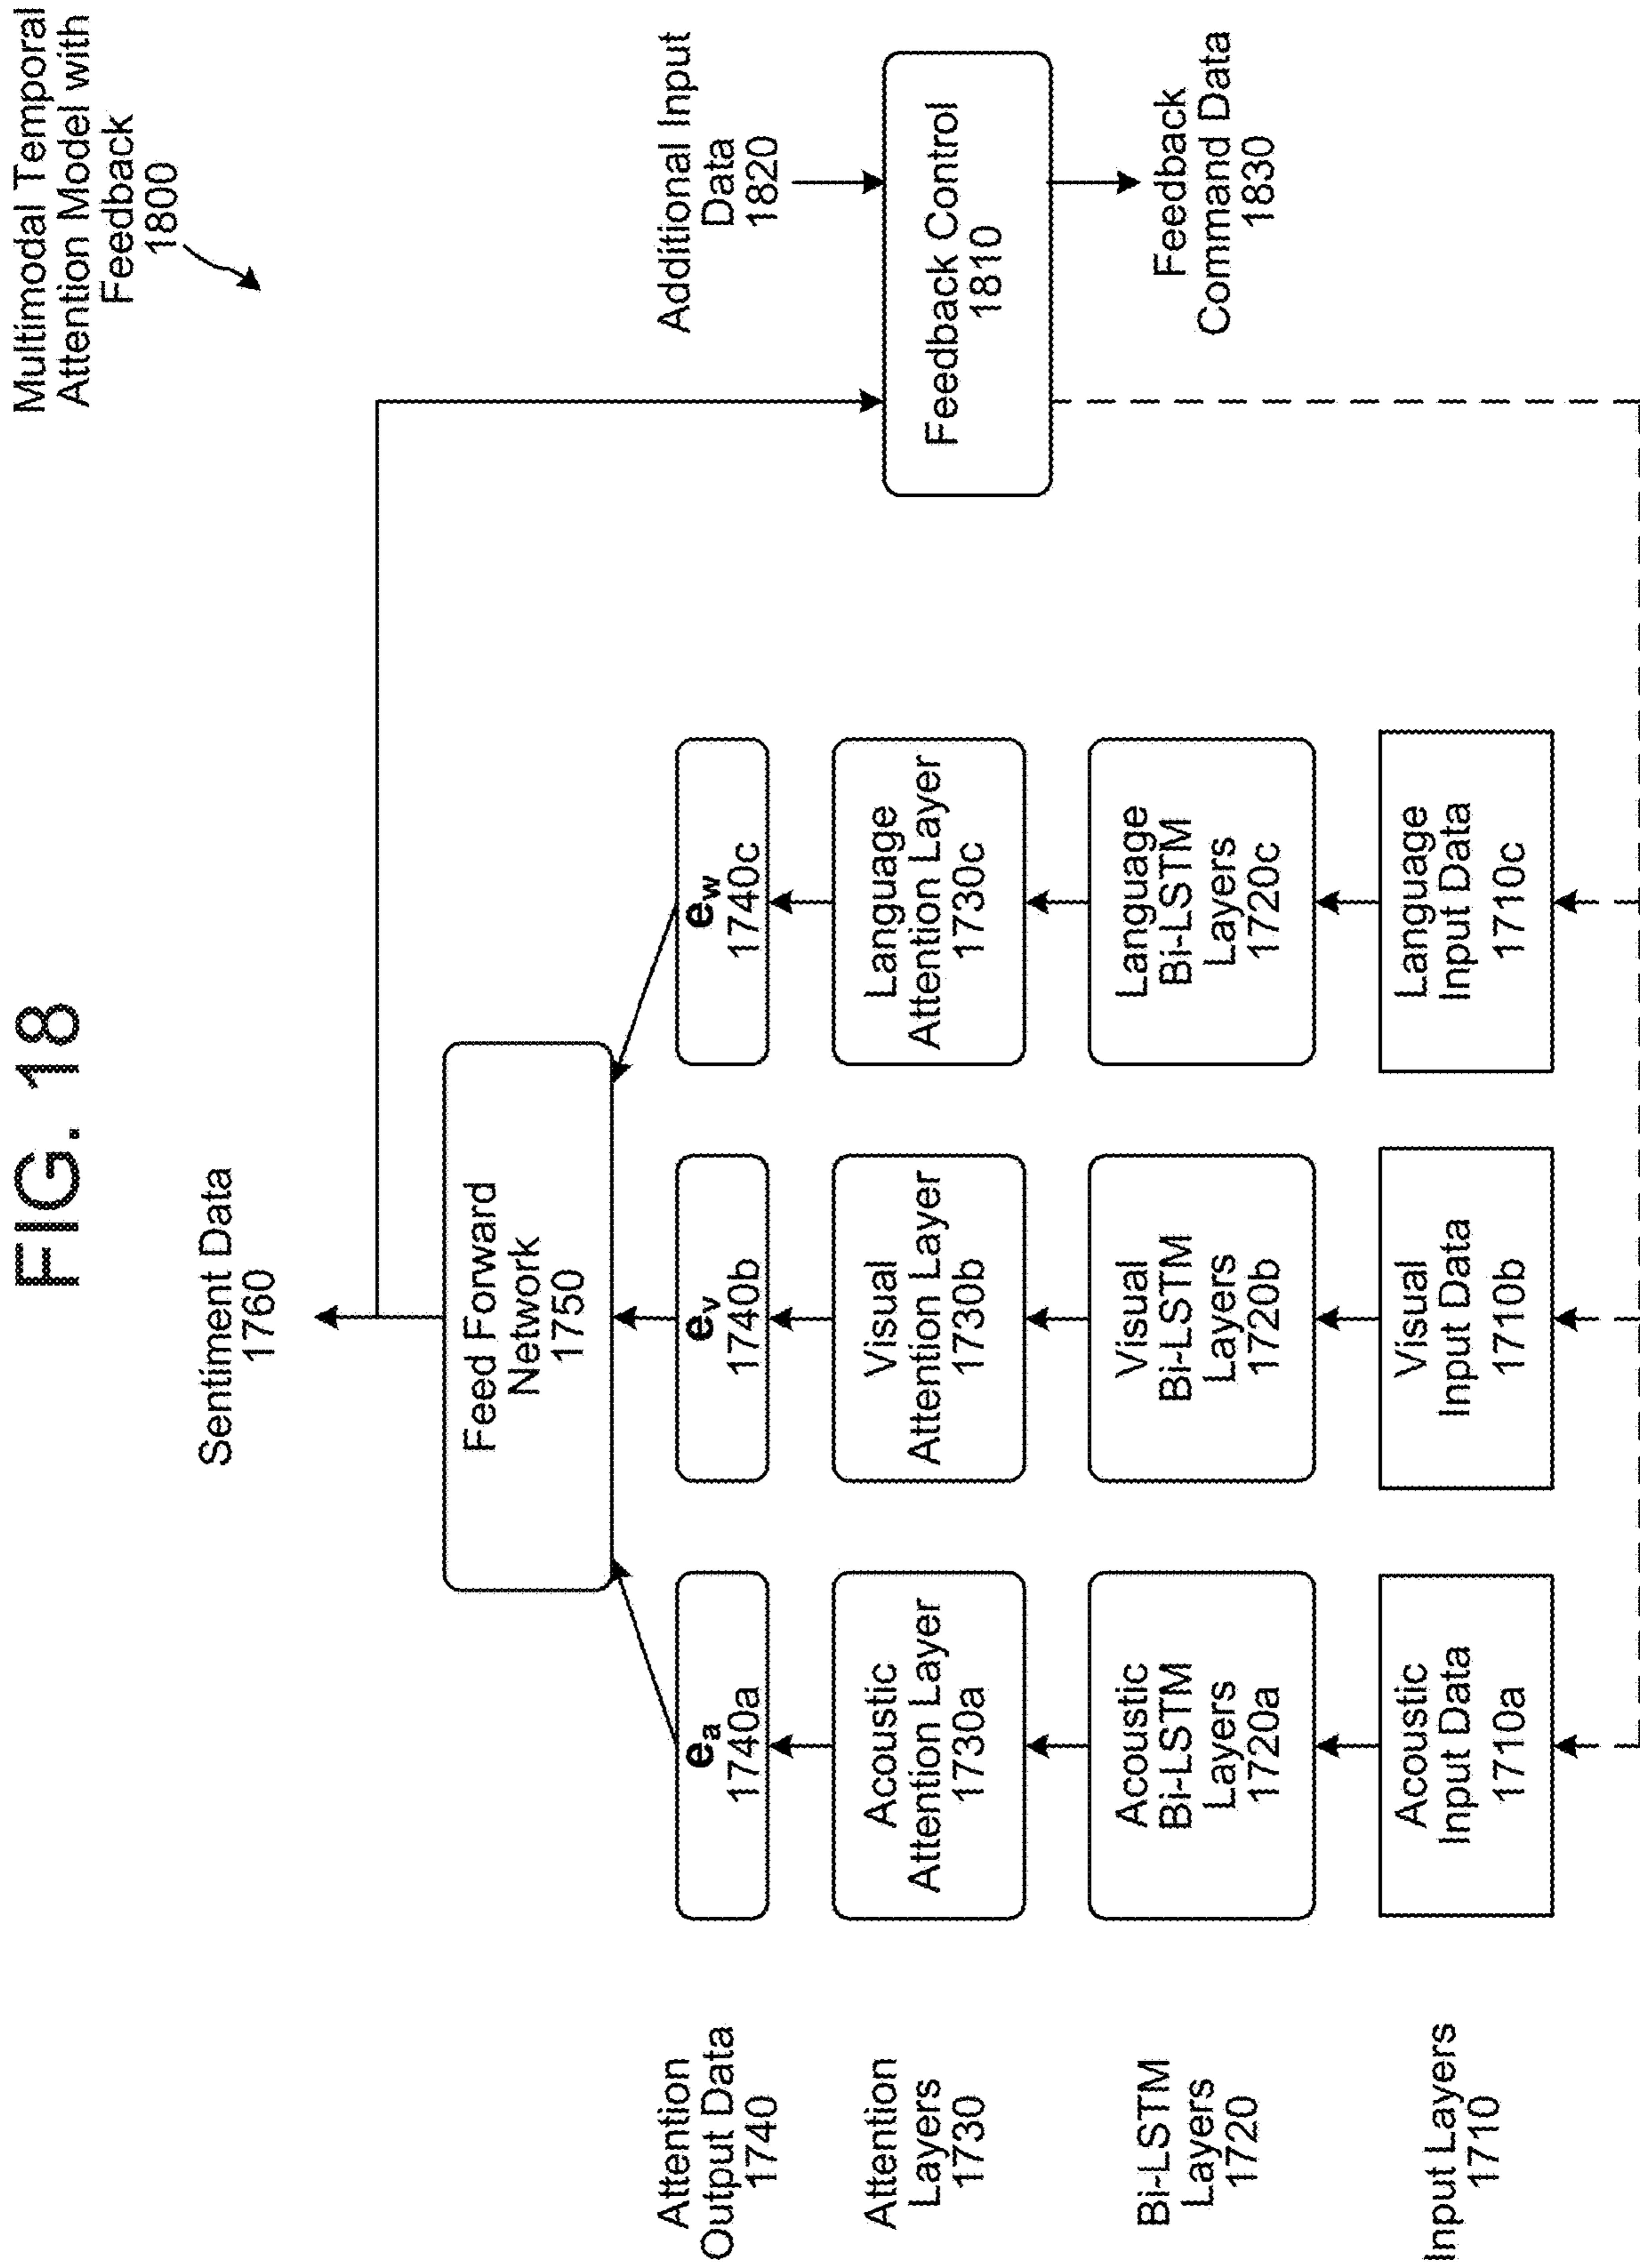 FIG. 18
Multimodal Temporal
Attention Model with
Feedback
1800
Sentiment Data
1760
Feed Forward
Network
1750
Attention
Output Data
1740
ea
1740a
ev
1740b
ew
1740c
Additional Input
Data
1820
Attention
Layers
1730
Acoustic
Attention Layer
1730a
Visual
Attention Layer
1730b
Language
Attention Layer
1730c
Feedback Control
1810
Bi-LSTM
Layers
1720
Acoustic
Bi-LSTM
Layers
1720a
Visual
Bi-LSTM
Layers
1720b
Language
Bi-LSTM
Layers
1720c
Feedback
Command Data
1830
Input Layers
1710
Acoustic
Input Data
1710a
Visual
Input Data
1710b
Language
Input Data
1710c